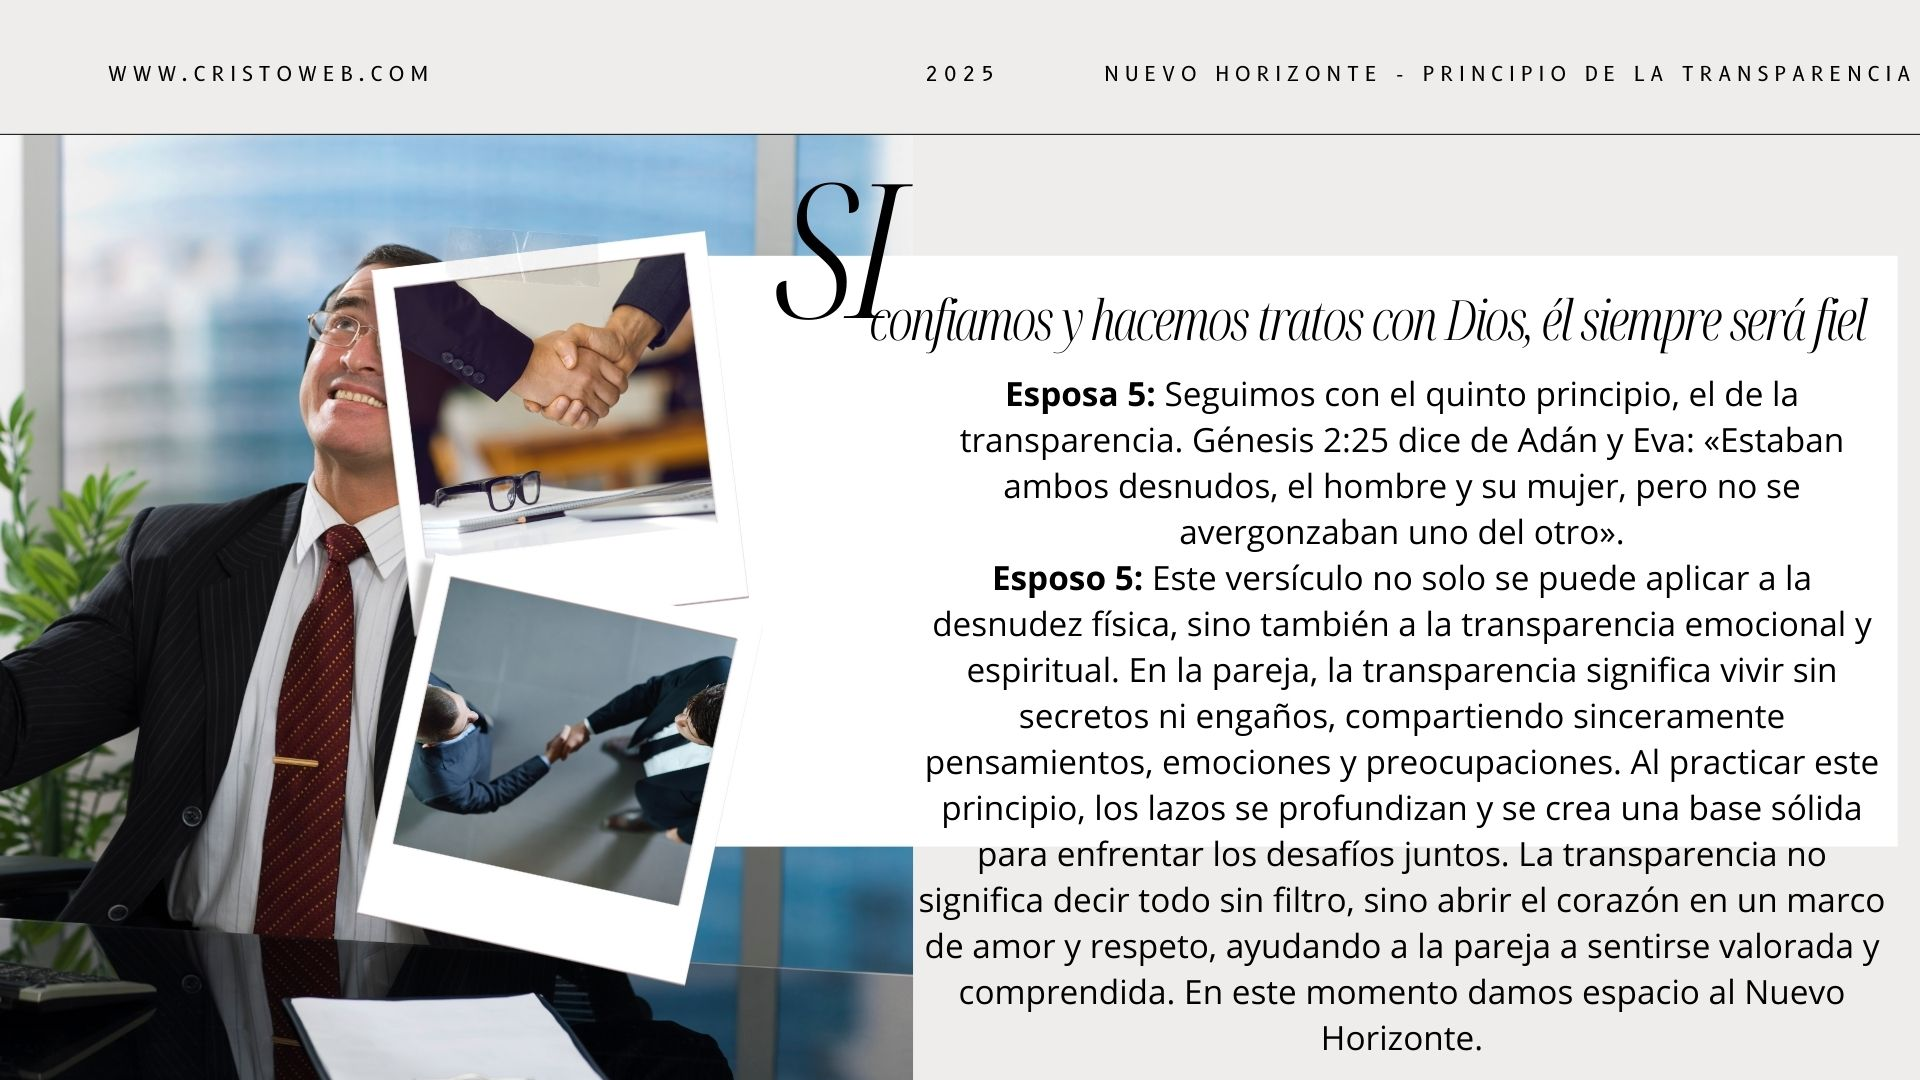 WWW.CRISTOWEB.COM
2025
NUEVO HORIZONTE - PRINCIPIO DE LA TRANSPARENCIA
SI
confiamos y hacemos tratos con Dios, él siempre será fiel
Esposa 5: Seguimos con el quinto principio, el de la
transparencia. Génesis 2:25 dice de Adán y Eva: «Estaban
ambos desnudos, el hombre y su mujer, pero no se
avergonzaban uno del otro».
Esposo 5: Este versículo no solo se puede aplicar a la
desnudez física, sino también a la transparencia emocional y
espiritual. En la pareja, la transparencia significa vivir sin
secretos ni engaños, compartiendo sinceramente
pensamientos, emociones y preocupaciones. Al practicar este
principio, los lazos se profundizan y se crea una base sólida
para enfrentar los desafíos juntos. La transparencia no
significa decir todo sin filtro, sino abrir el corazón en un marco
de amor y respeto, ayudando a la pareja a sentirse valorada y
comprendida. En este momento damos espacio al Nuevo
Horizonte.